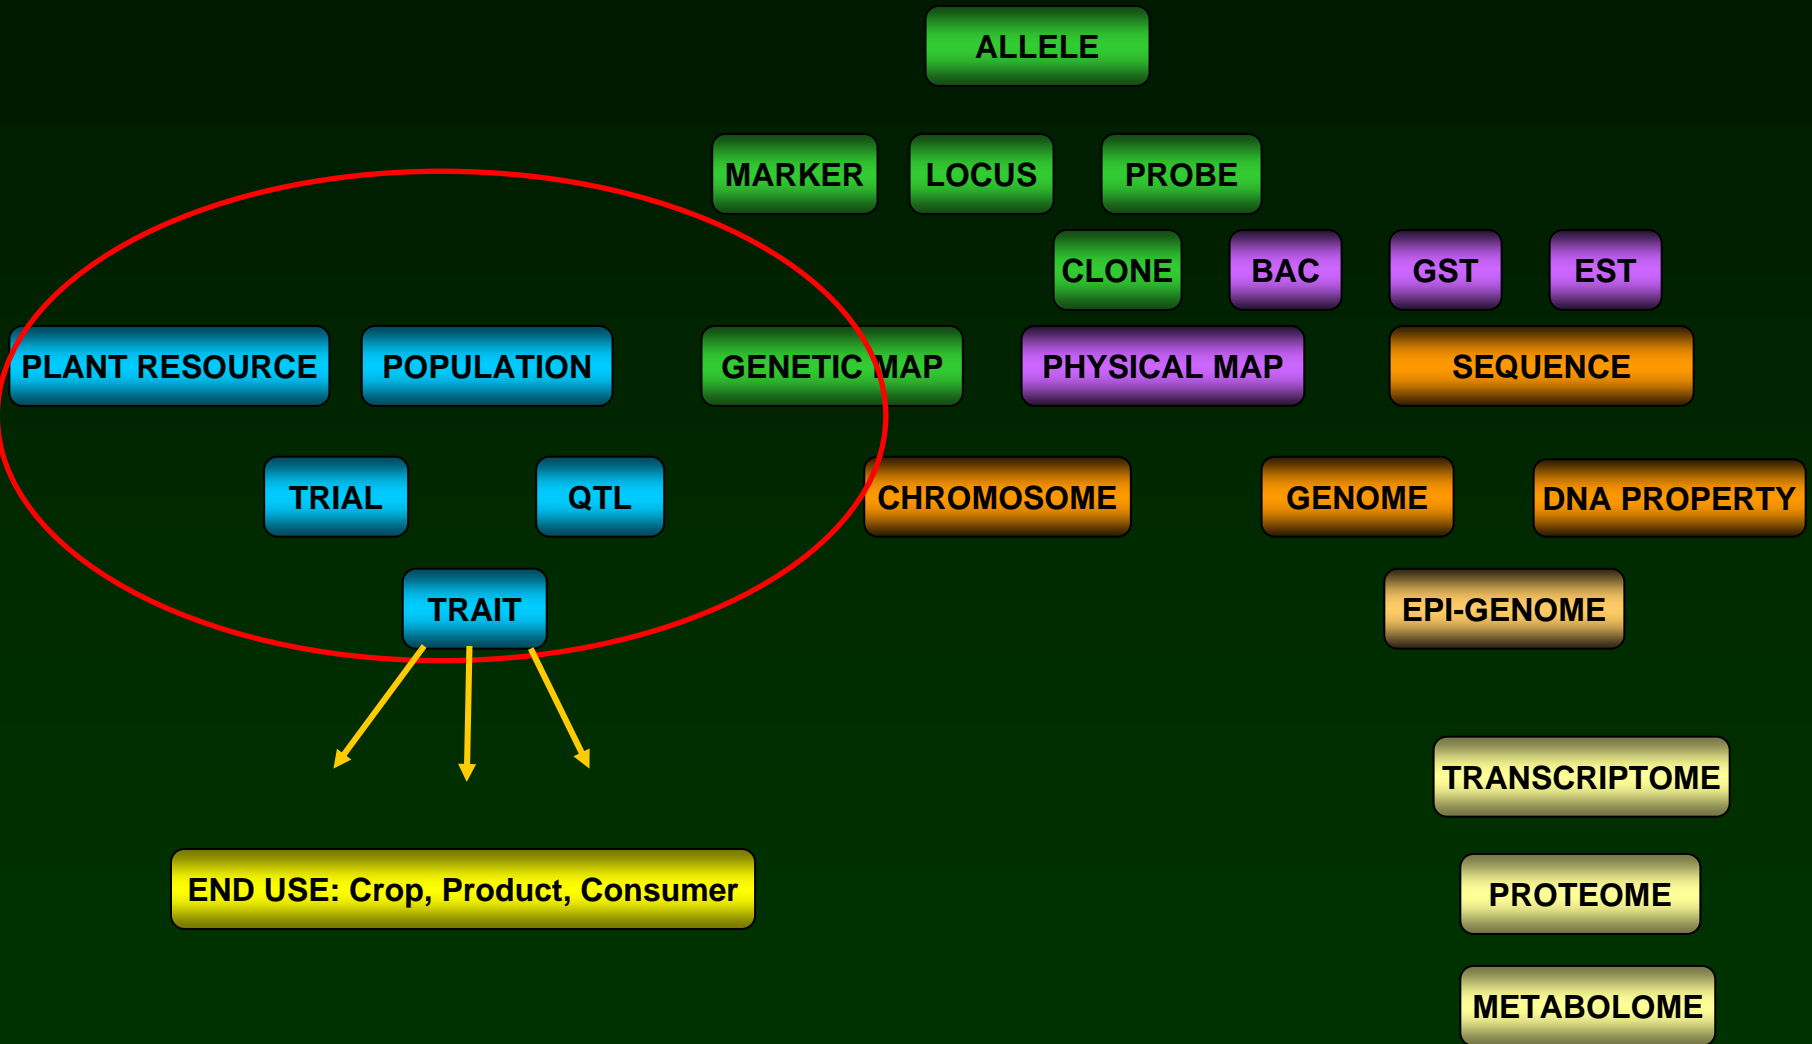 ALLELE
MARKER
LOCUS
PROBE
CLONE
BAC
GST
EST
PLANT RESOURCE
POPULATION
GENETIC MAP
PHYSICAL MAP
SEQUENCE
TRIAL
QTL
CHROMOSOME
GENOME
DNA PROPERTY
TRAIT
EPI-GENOME
TRANSCRIPTOME
END USE: Crop, Product, Consumer
PROTEOME
METABOLOME